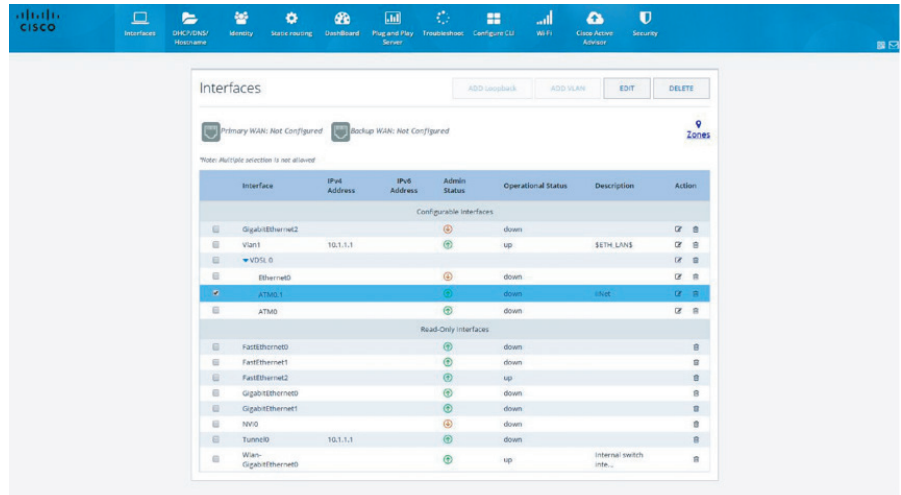 CISCO
Interfaces
DHCP/DNS/
Hostname
Identity
Static routing
DashBoard
Plug and Play
Server
Troubleshoot
Configure CLI
Wi Fi
Cisco Active
Advisor
Security
Interfaces
ADD Loopback
ADD VLAN
EDIT
DELETE
Primary WAN: Not Configured
Backup WAN: Not Configured
Zones
*Note: Multiple selection is not allowed
Interface IPv4 Address IPv6 Address Admin Status Operational Status Description Action
Configurable Interfaces
GigabitEthernet2 down
Vlan1 10.1.1.1 up $ETH_LAN$
VDSL 0
Ethernet0 down
ATM0.1 down
ATM0 down
Read-Only Interfaces
FastEthernet0 down
FastEthernet1 down
FastEthernet2 up
GigabitEthernet0 down
GigabitEthernet1 down
NVI0 down
Tunnel0 10.1.1.1 down
Wlan-
GigabitEthernet0 up Internal switch
inte...